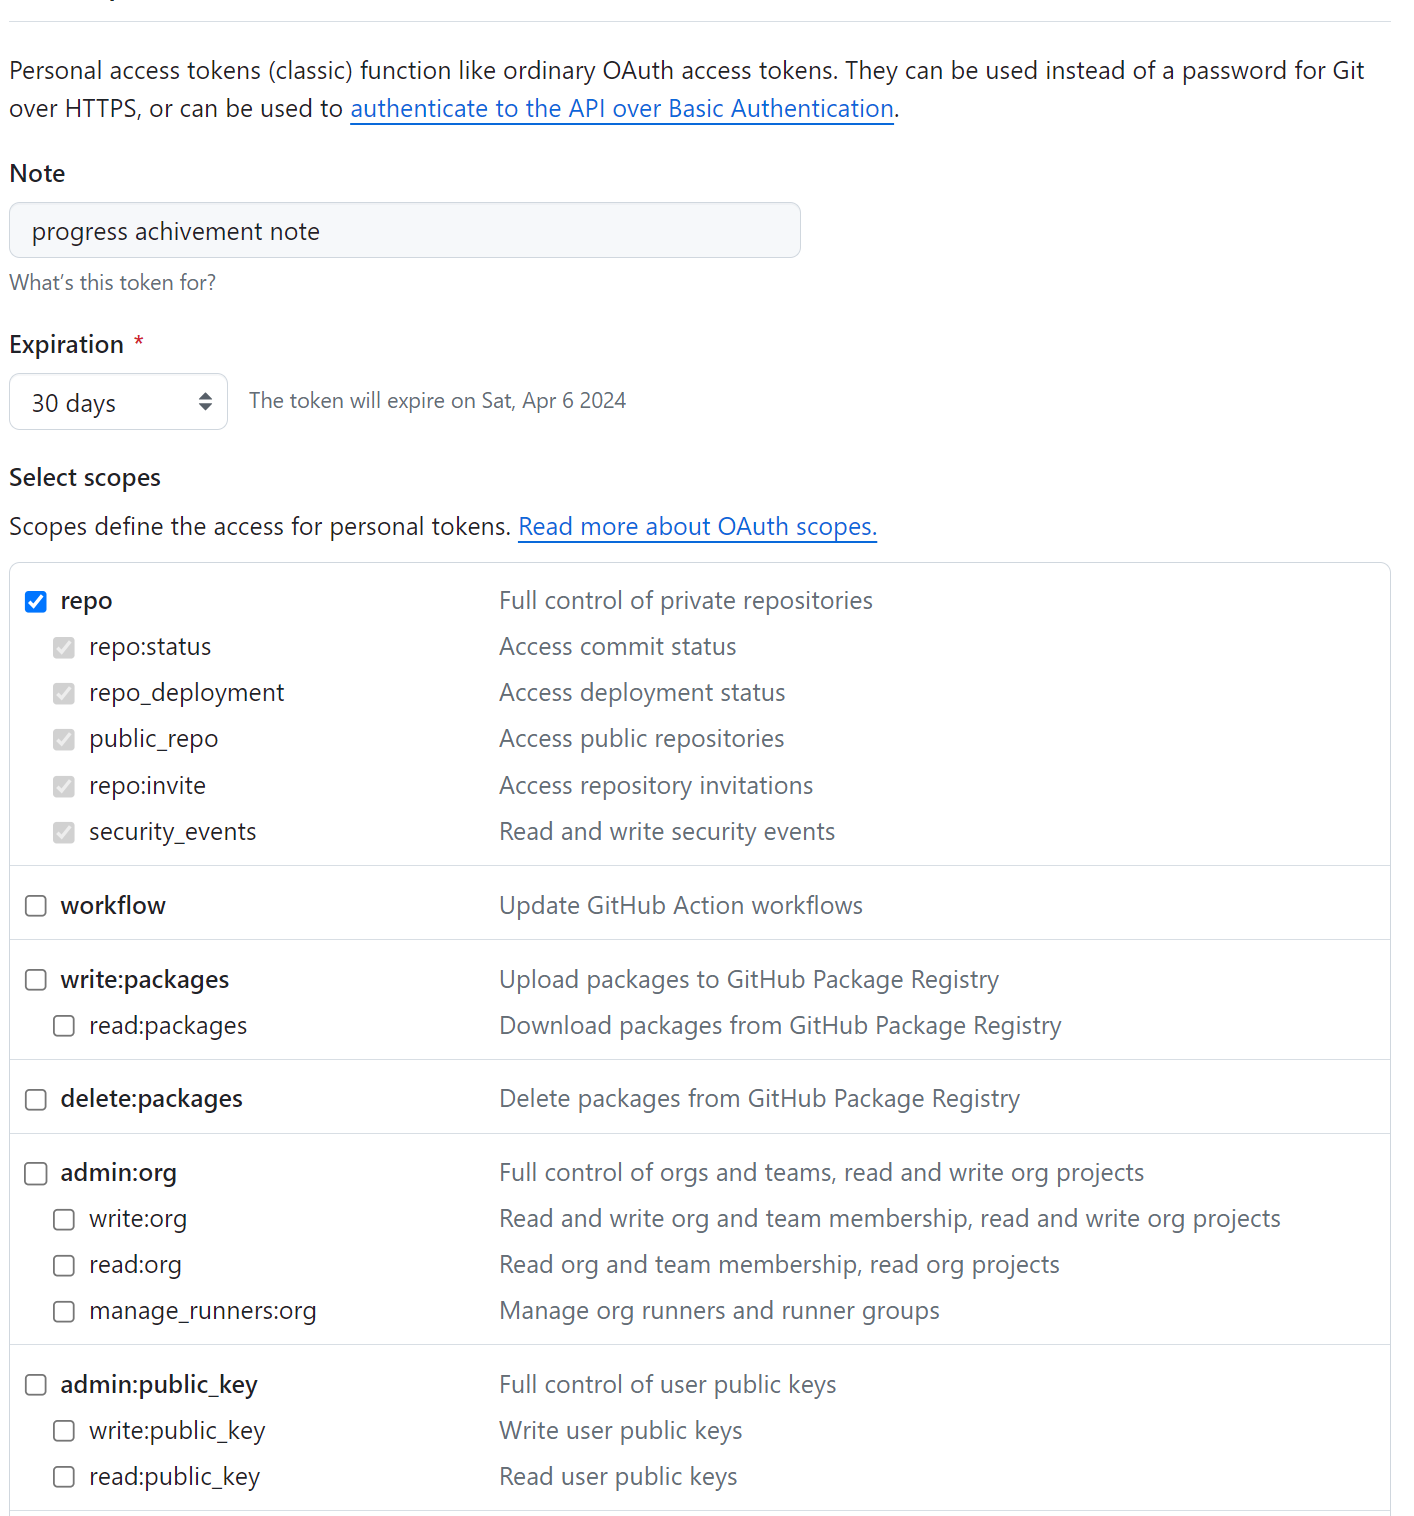 Personal access tokens (classic) function like ordinary OAuth access tokens. They can be used instead of a password for Git
over HTTPS, or can be used to authenticate to the API over Basic Authentication.
Note
progress achivement note
What's this token for?
Expiration *
30 days
The token will expire on Sat, Apr 6 2024
Select scopes
Scopes define the access for personal tokens. Read more about OAuth scopes.
repo Full control of private repositories
repo:status Access commit status
repo_deployment Access deployment status
public_repo Access public repositories
repo:invite Access repository invitations
security_events Read and write security events
workflow Update GitHub Action workflows
write:packages Upload packages to GitHub Package Registry
read:packages Download packages from GitHub Package Registry
delete:packages Delete packages from GitHub Package Registry
admin:org Full control of orgs and teams, read and write org projects
write:org Read and write org and team membership, read and write org projects
read:org Read org and team membership, read org projects
manage_runners:org Manage org runners and runner groups
admin:public_key Full control of user public keys
write:public_key Write user public keys
read:public_key Read user public keys